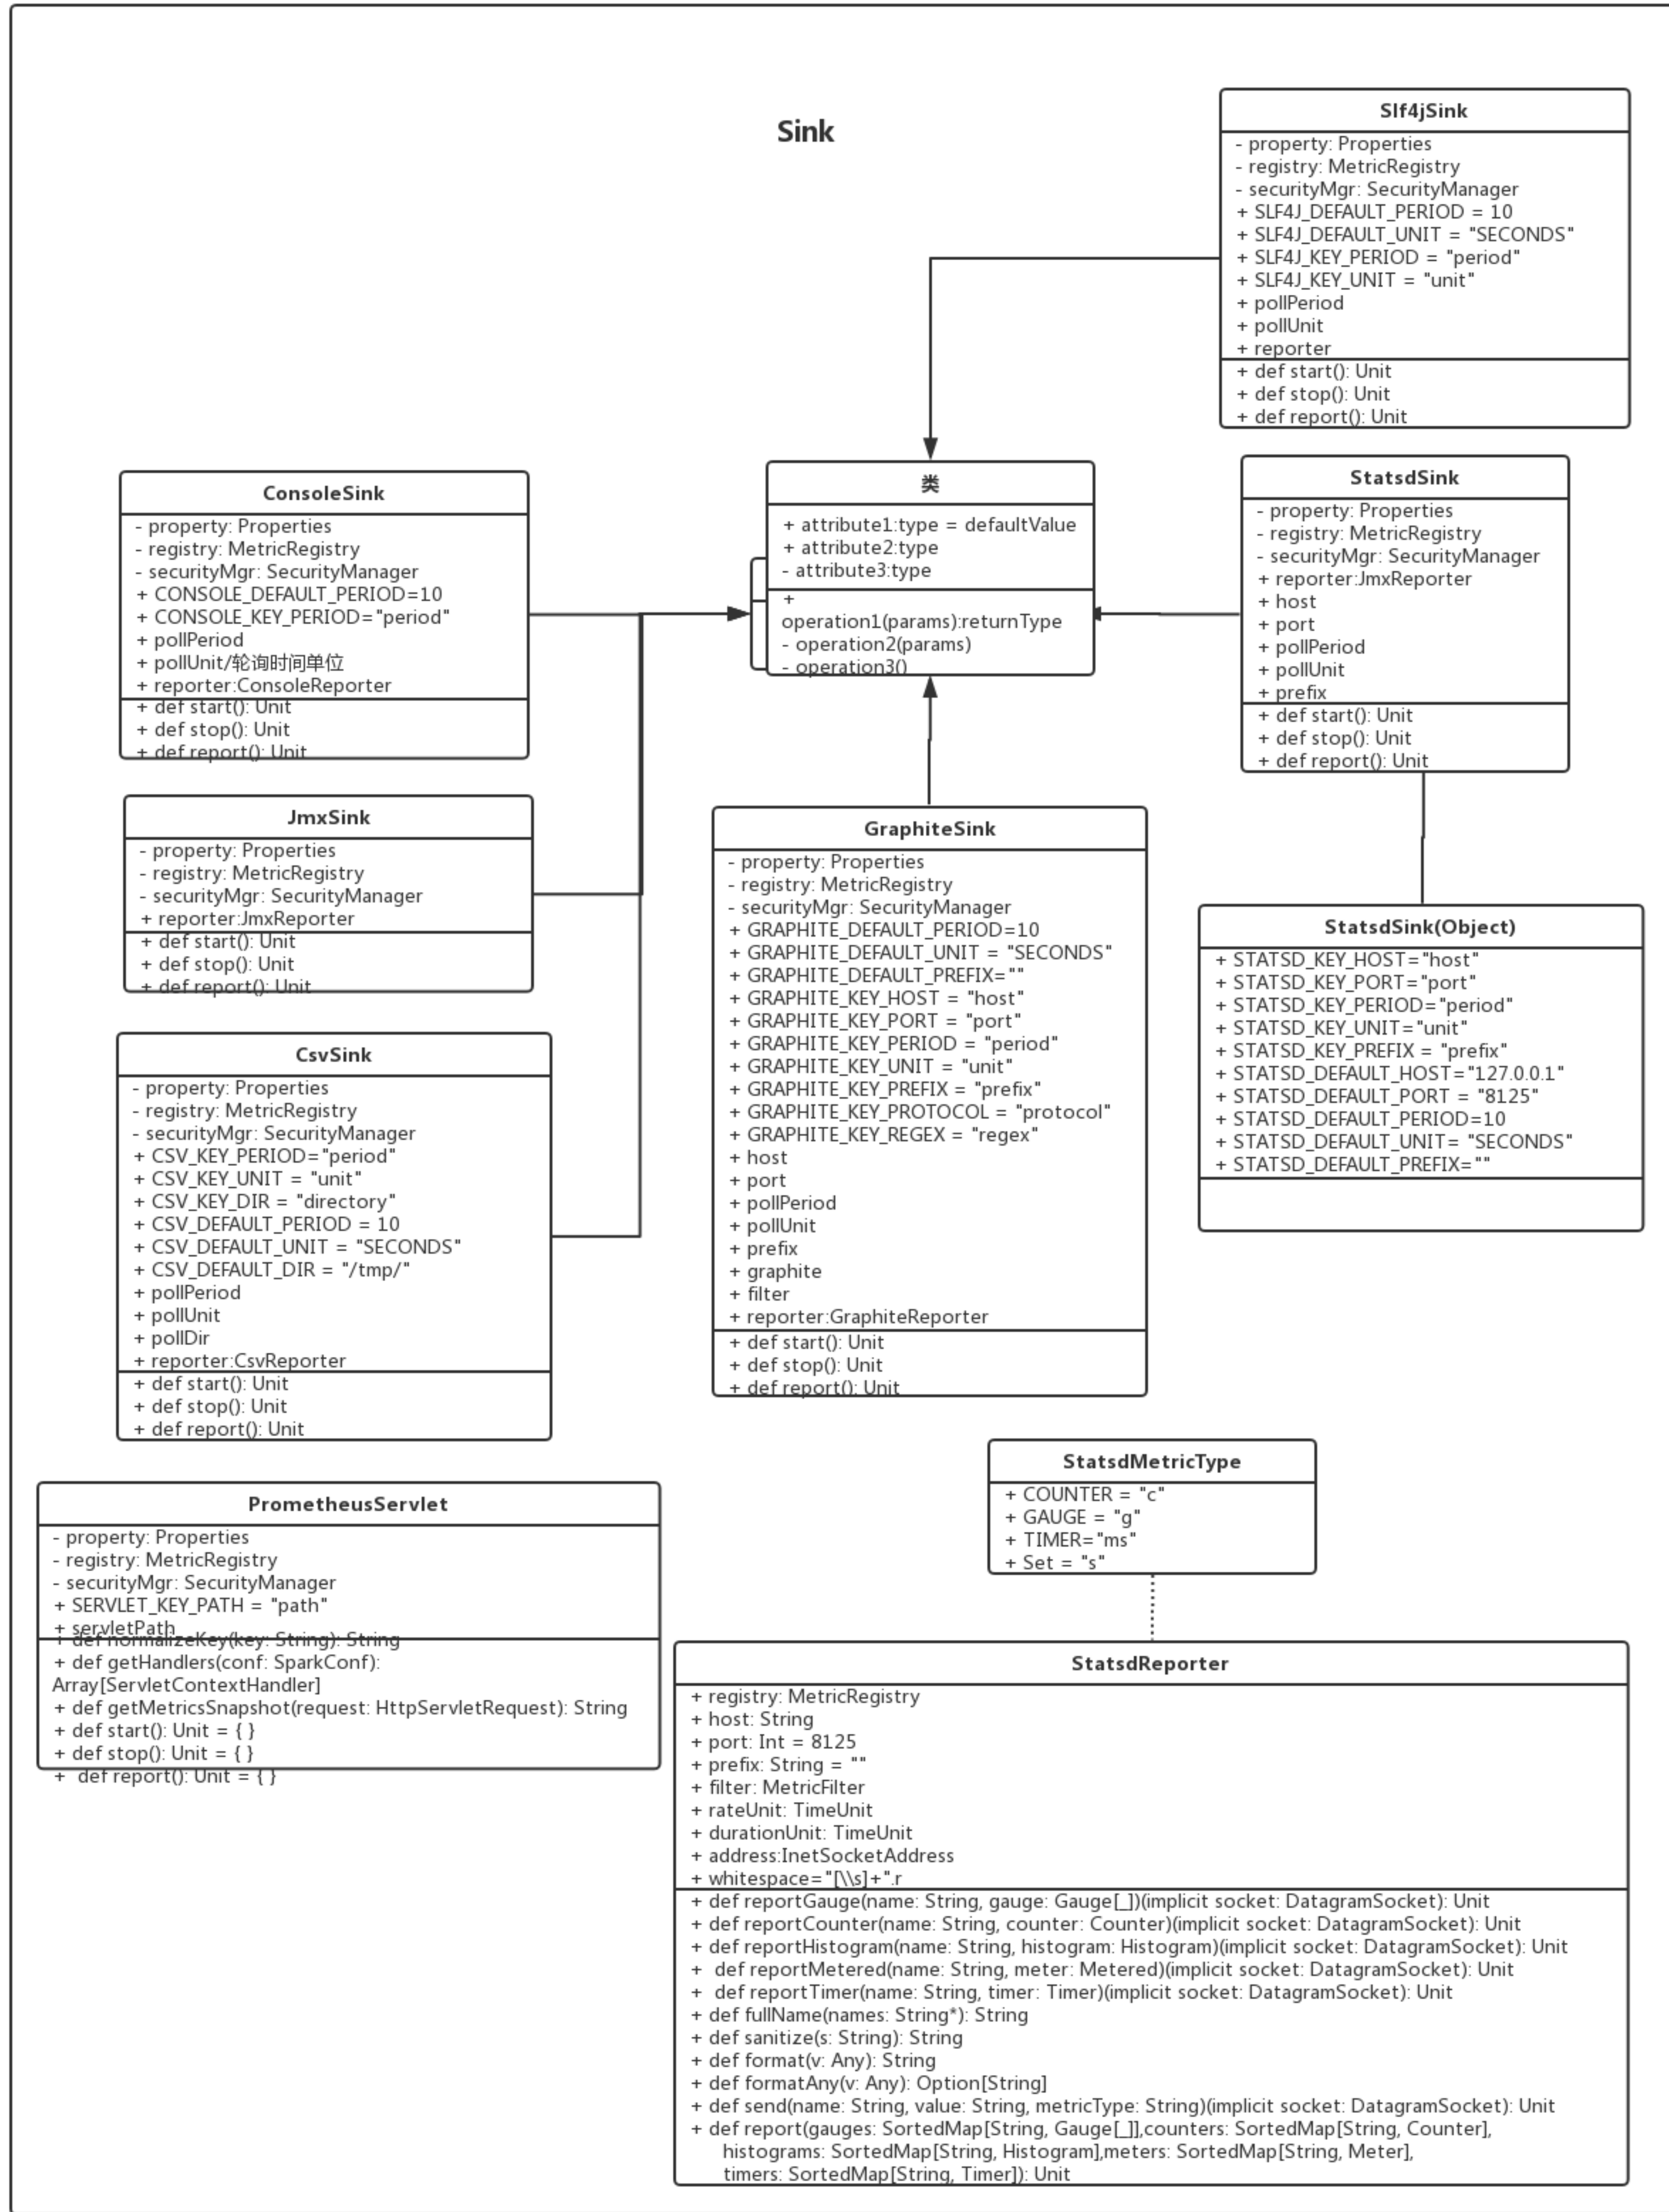 Sink
Slf4jSink
- property: Properties
- registry: MetricRegistry
- securityMgr: SecurityManager
+ SLF4J_DEFAULT_PERIOD = 10
+ SLF4J_DEFAULT_UNIT = "SECONDS"
+ SLF4J_KEY_PERIOD = "period"
+ SLF4J_KEY_UNIT = "unit"
+ pollPeriod
+ pollUnit
+ reporter
+ def start(): Unit
+ def stop(): Unit
+ def report(): Unit
ConsoleSink
- property: Properties
- registry: MetricRegistry
- securityMgr: SecurityManager
+ CONSOLE_DEFAULT_PERIOD=10
+ CONSOLE_KEY_PERIOD="period"
+ pollPeriod
+ pollUnit/轮询时间单位
+ reporter:ConsoleReporter
+ def start(): Unit
+ def stop(): Unit
+ def report(): Unit
类
+ attribute1:type = defaultValue
+ attribute2:type
- attribute3:type
+
operation1(params):returnType
- operation2(params)
- operation3()
StatsdSink
- property: Properties
- registry: MetricRegistry
- securityMgr: SecurityManager
+ reporter:JmxReporter
+ host
+ port
+ pollPeriod
+ pollUnit
+ prefix
+ def start(): Unit
+ def stop(): Unit
+ def report(): Unit
JmxSink
- property: Properties
- registry: MetricRegistry
- securityMgr: SecurityManager
+ reporter:JmxReporter
+ def start(): Unit
+ def stop(): Unit
+ def report(): Unit
GraphiteSink
- property: Properties
- registry: MetricRegistry
- securityMgr: SecurityManager
+ GRAPHITE_DEFAULT_PERIOD=10
+ GRAPHITE_DEFAULT_UNIT = "SECONDS"
+ GRAPHITE_DEFAULT_PREFIX=""
+ GRAPHITE_KEY_HOST = "host"
+ GRAPHITE_KEY_PORT = "port"
+ GRAPHITE_KEY_PERIOD = "period"
+ GRAPHITE_KEY_UNIT = "unit"
+ GRAPHITE_KEY_PREFIX = "prefix"
+ GRAPHITE_KEY_PROTOCOL = "protocol"
+ GRAPHITE_KEY_REGEX = "regex"
+ host
+ port
+ pollPeriod
+ pollUnit
+ prefix
+ graphite
+ filter
+ reporter:GraphiteReporter
+ def start(): Unit
+ def stop(): Unit
+ def report(): Unit
StatsdSink(Object)
+ STATSD_KEY_HOST="host"
+ STATSD_KEY_PORT="port"
+ STATSD_KEY_PERIOD="period"
+ STATSD_KEY_UNIT="unit"
+ STATSD_KEY_PREFIX = "prefix"
+ STATSD_DEFAULT_HOST="127.0.0.1"
+ STATSD_DEFAULT_PORT = "8125"
+ STATSD_DEFAULT_PERIOD=10
+ STATSD_DEFAULT_UNIT= "SECONDS"
+ STATSD_DEFAULT_PREFIX=""
CsvSink
- property: Properties
- registry: MetricRegistry
- securityMgr: SecurityManager
+ CSV_KEY_PERIOD="period"
+ CSV_KEY_UNIT = "unit"
+ CSV_KEY_DIR = "directory"
+ CSV_DEFAULT_PERIOD = 10
+ CSV_DEFAULT_UNIT = "SECONDS"
+ CSV_DEFAULT_DIR = "/tmp/"
+ pollPeriod
+ pollUnit
+ pollDir
+ reporter:CsvReporter
+ def start(): Unit
+ def stop(): Unit
+ def report(): Unit
StatsdMetricType
+ COUNTER = "c"
+ GAUGE = "g"
+ TIMER="ms"
+ Set = "s"
PrometheusServlet
- property: Properties
- registry: MetricRegistry
- securityMgr: SecurityManager
+ SERVLET_KEY_PATH = "path"
+ servletPath
+ def normalizeKey(key: String): String
+ def getHandlers(conf: SparkConf):
Array[ServletContextHandler]
+ def getMetricsSnapshot(request: HttpServletRequest): String
+ def start(): Unit = { }
+ def stop(): Unit = { }
+  def report(): Unit = { }
StatsdReporter
+ registry: MetricRegistry
+ host: String
+ port: Int = 8125
+ prefix: String = ""
+ filter: MetricFilter
+ rateUnit: TimeUnit
+ durationUnit: TimeUnit
+ address:InetSocketAddress
+ whitespace="[\\s]+".r
+ def reportGauge(name: String, gauge: Gauge[_])(implicit socket: DatagramSocket): Unit
+ def reportCounter(name: String, counter: Counter)(implicit socket: DatagramSocket): Unit
+ def reportHistogram(name: String, histogram: Histogram)(implicit socket: DatagramSocket): Unit
+  def reportMetered(name: String, meter: Metered)(implicit socket: DatagramSocket): Unit
+  def reportTimer(name: String, timer: Timer)(implicit socket: DatagramSocket): Unit
+ def fullName(names: String*): String
+ def sanitize(s: String): String
+ def format(v: Any): String
+ def formatAny(v: Any): Option[String]
+ def send(name: String, value: String, metricType: String)(implicit socket: DatagramSocket): Unit
+ def report(gauges: SortedMap[String, Gauge[_]],counters: SortedMap[String, Counter],
histograms: SortedMap[String, Histogram],meters: SortedMap[String, Meter],
timers: SortedMap[String, Timer]): Unit